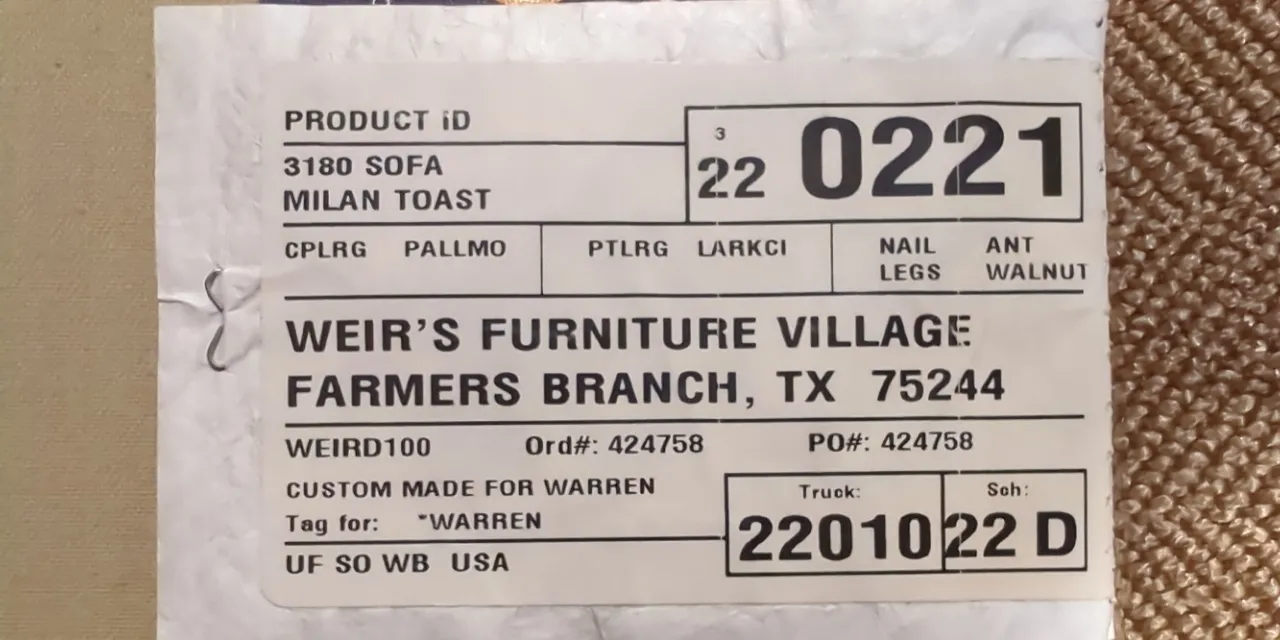 PRODUCT ID
3 22 0221
3180 SOFA
MILAN TOAST
CPLRG PALLMO PTLRG LARKCI NAIL ANT
LEGS WALNUT
WEIR'S FURNITURE VILLAGE
FARMERS BRANCH, TX 75244
WEIRD100 Ord#: 424758 PO#: 424758
CUSTOM MADE FOR WARREN
Tag for: *WARREN
UF SO WB USA
Truck: Sch:
22010 22 D